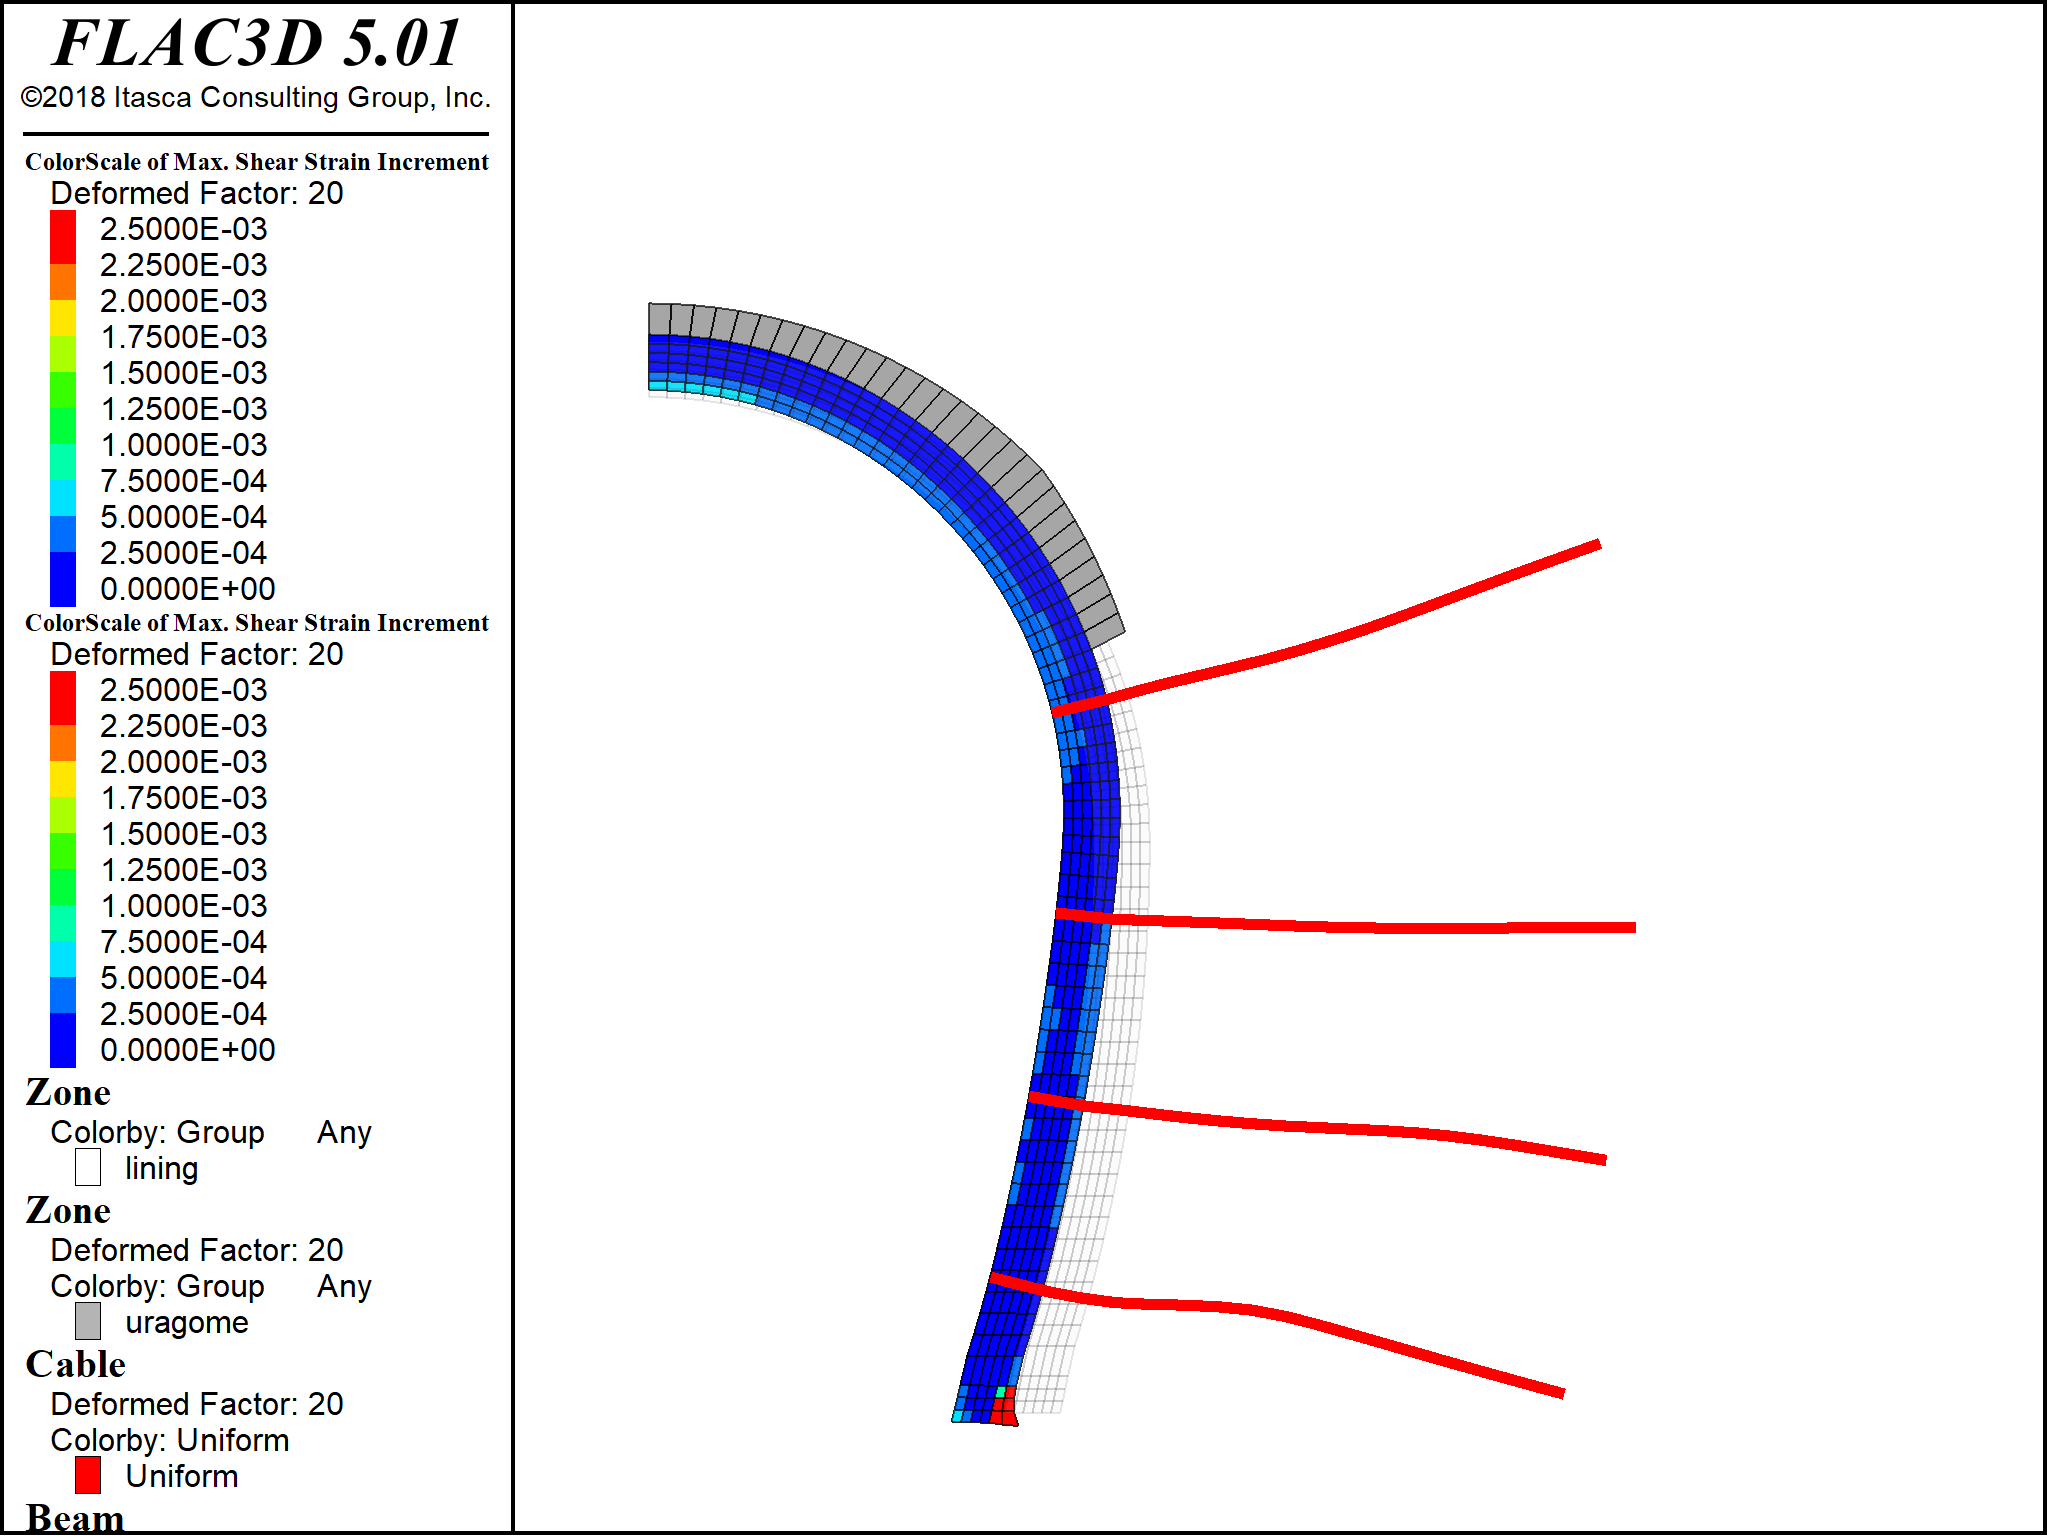 FLAC3D 5.01
©2018 Itasca Consulting Group, Inc.
ColorScale of Max. Shear Strain Increment
Deformed Factor: 20
2.5000E-03
2.2500E-03
2.0000E-03
1.7500E-03
1.5000E-03
1.2500E-03
1.0000E-03
7.5000E-04
5.0000E-04
2.5000E-04
0.0000E+00
ColorScale of Max. Shear Strain Increment
Deformed Factor: 20
2.5000E-03
2.2500E-03
2.0000E-03
1.7500E-03
1.5000E-03
1.2500E-03
1.0000E-03
7.5000E-04
5.0000E-04
2.5000E-04
0.0000E+00
Zone
Colorby: Group Any
lining
Zone
Deformed Factor: 20
Colorby: Group Any
uragome
Cable
Deformed Factor: 20
Colorby: Uniform
Uniform
Beam